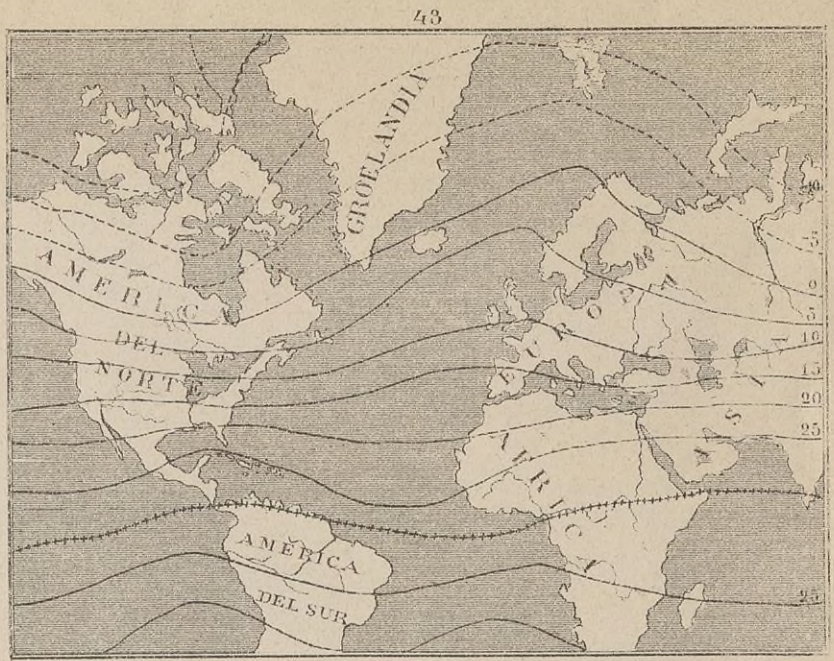 43
GROELANDIA
AMERICA
DEL
NORTE
EUROPA
ASIA
AFRICA
AMÉRICA
DEL SUR
5
0
5
10
15
20
25
25